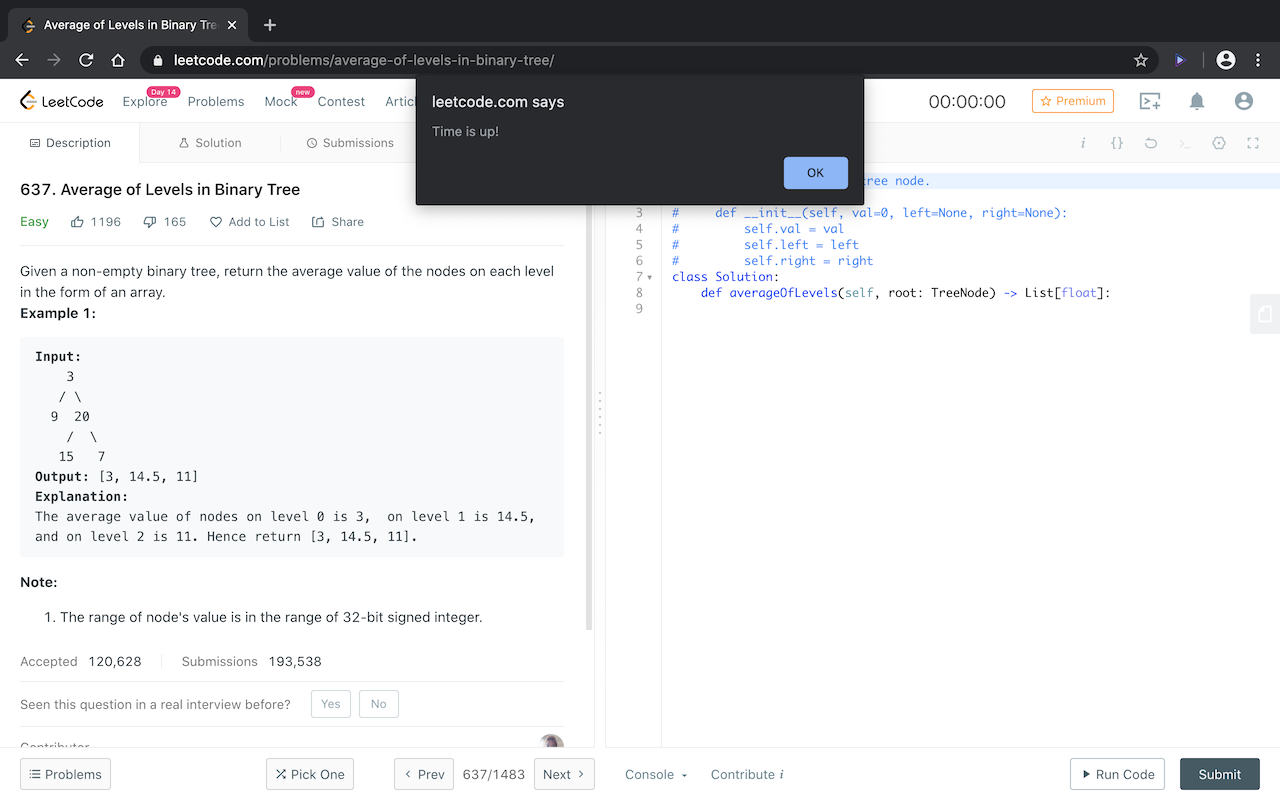 Average of Levels in Binary Tre
leetcode.com/problems/average-of-levels-in-binary-tree/
leetcode.com says
Time is up!
OK
LeetCode
Explore
Day 14
Problems
Mock
new
Contest
Artic
00:00:00
Premium
Description
Solution
Submissions
i
{}
637. Average of Levels in Binary Tree
Easy
1196
165
Add to List
Share
Given a non-empty binary tree, return the average value of the nodes on each level
in the form of an array.
Example 1:
Input:
3
/ \
9 20
/ \
15 7
Output: [3, 14.5, 11]
Explanation:
The average value of nodes on level 0 is 3, on level 1 is 14.5,
and on level 2 is 11. Hence return [3, 14.5, 11].
Note:
1. The range of node's value is in the range of 32-bit signed integer.
Accepted 120,628
Submissions 193,538
Seen this question in a real interview before?
Yes
No
Contributor
tree node.
3 # def __init__(self, val=0, left=None, right=None):
4 # self.val = val
5 # self.left = left
6 # self.right = right
7 class Solution:
8 def averageOfLevels(self, root: TreeNode) -> List[float]:
9
Problems
Pick One
Prev
637/1483
Next
Console
Contribute i
Run Code
Submit